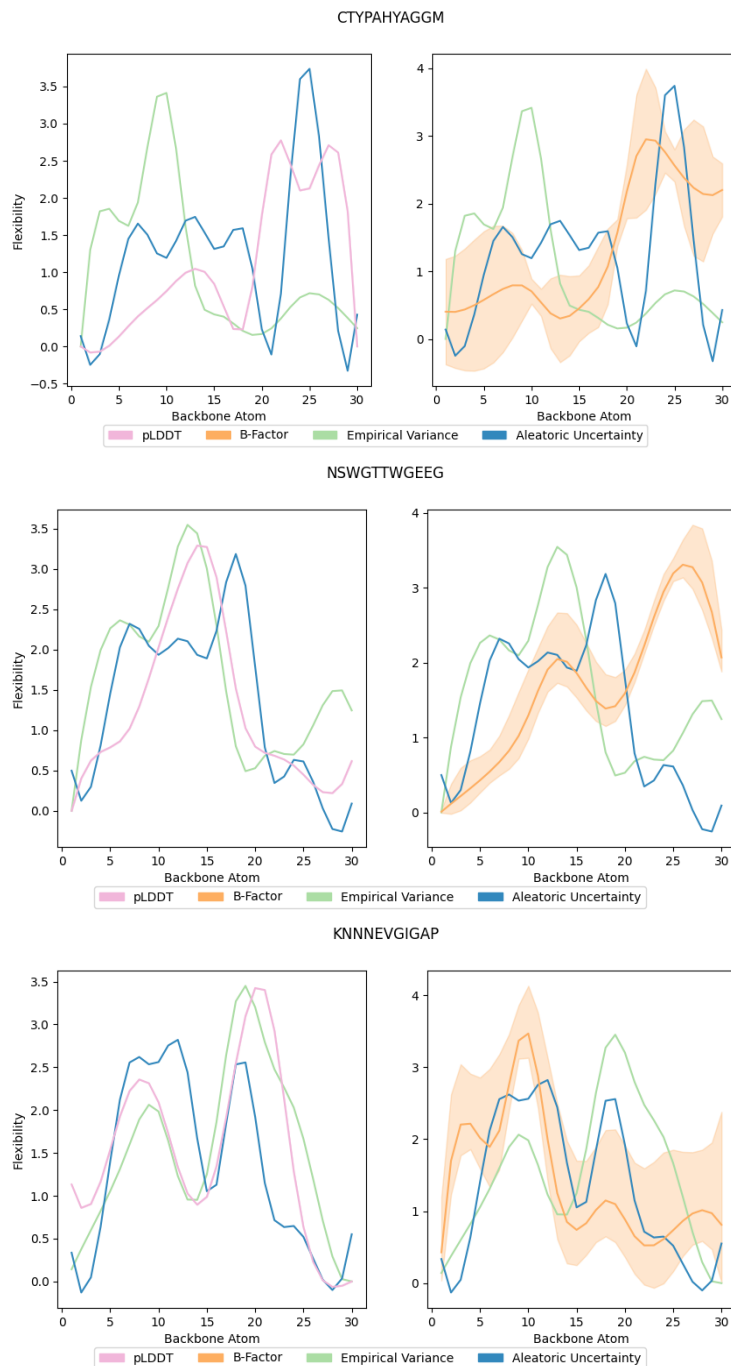 CTYPAHYAGGM
Flexibility
3.5
3.0
2.5
2.0
1.5
1.0
0.5
0.0
−0.5
0 5 10 15 20 25 30
Backbone Atom
4
3
2
1
0
0 5 10 15 20 25 30
Backbone Atom
pLDDT B-Factor Empirical Variance Aleatoric Uncertainty
NSWGTTWGEEG
Flexibility
3.5
3.0
2.5
2.0
1.5
1.0
0.5
0.0
0 5 10 15 20 25 30
Backbone Atom
4
3
2
1
0
0 5 10 15 20 25 30
Backbone Atom
pLDDT B-Factor Empirical Variance Aleatoric Uncertainty
KNNNEVGIGAP
Flexibility
3.5
3.0
2.5
2.0
1.5
1.0
0.5
0.0
0 5 10 15 20 25 30
Backbone Atom
4
3
2
1
0
0 5 10 15 20 25 30
Backbone Atom
pLDDT B-Factor Empirical Variance Aleatoric Uncertainty